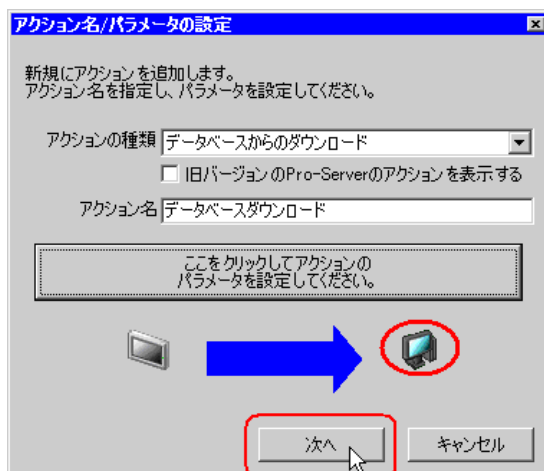 アクション名/パラメータの設定
新規にアクションを追加します。
アクション名を指定し、パラメータを設定してください。
アクションの種類 データベースからのダウンロード
旧バージョンのPro-Serverのアクションを表示する
アクション名 データベースダウンロード
ここをクリックしてアクションの
パラメータを設定してください。
次へ キャンセル